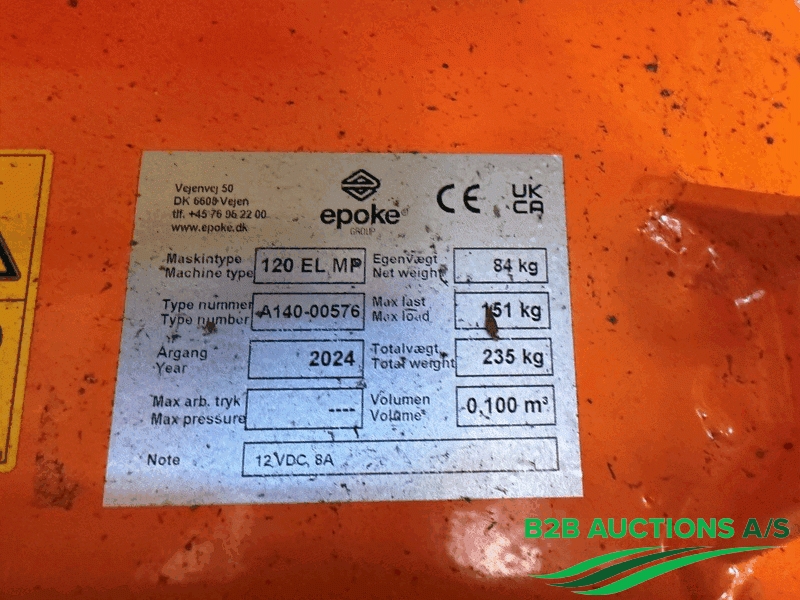 Vejenvej 50
DK 6600 Vejen
tlf. +45 76 96 22 00
www.epoke.dk
epoke
GROUP
CE
UK
CA
Maskintype
Machine type
120 EL MP
Egenvægt
Net weight
84 kg
Type nummer
Type number
A140-00576
Max last
Max load
151 kg
Årgang
Year
2024
Totalvægt
Total weight
235 kg
Max arb. tryk
Max pressure
----
Volumen
Volume
0,100 m³
Note
12 VDC, 8A
B2B AUCTIONS A/S